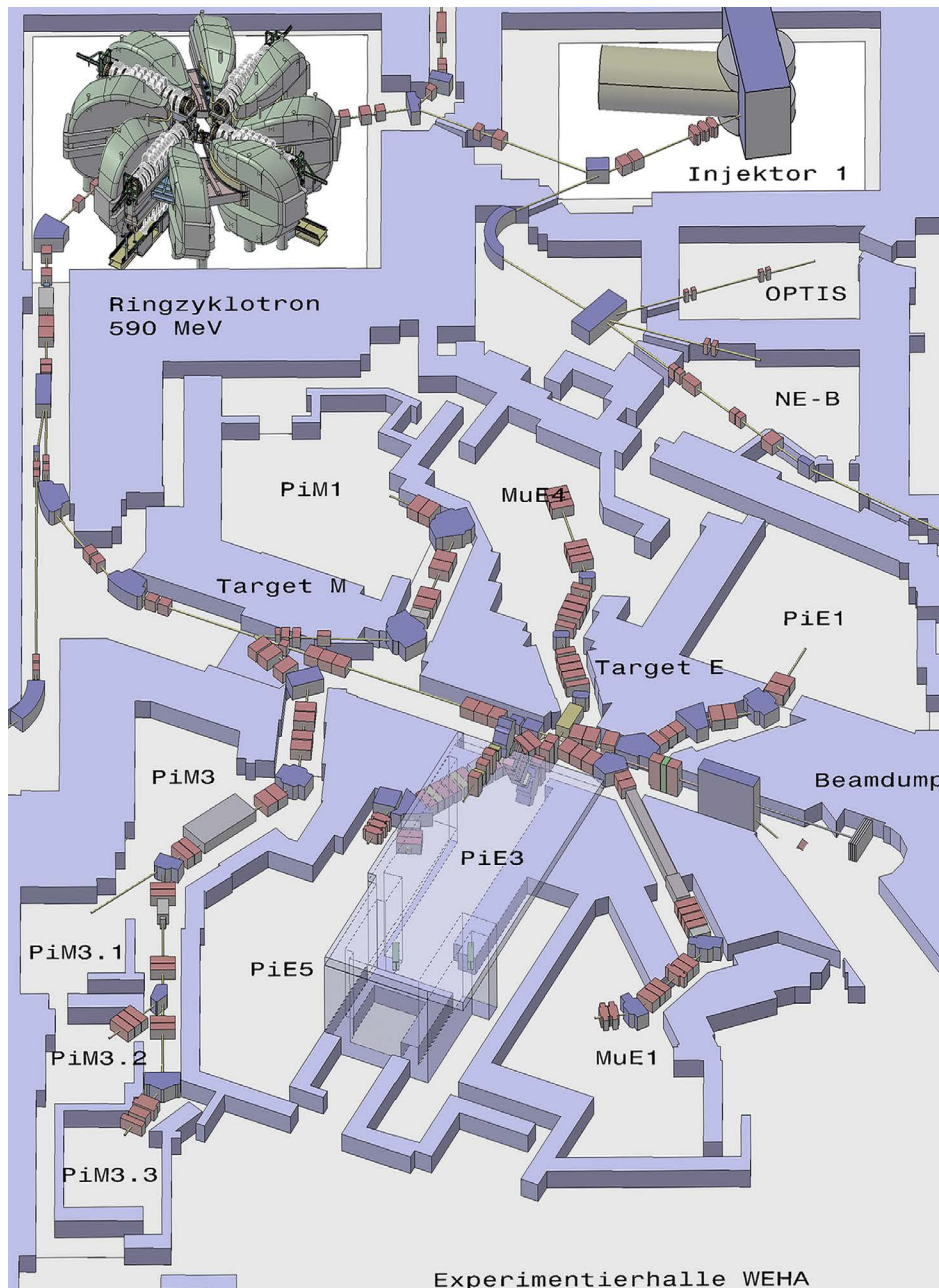 Injektor 1
Ringzyklotron
590 MeV
OPTIS
NE-B
PiM1
MuE4
Target M
PiE1
Target E
PiM3
Beamdump
PiE3
PiM3.1
PiE5
PiM3.2
MuE1
PiM3.3
Experimentierhalle WEHA